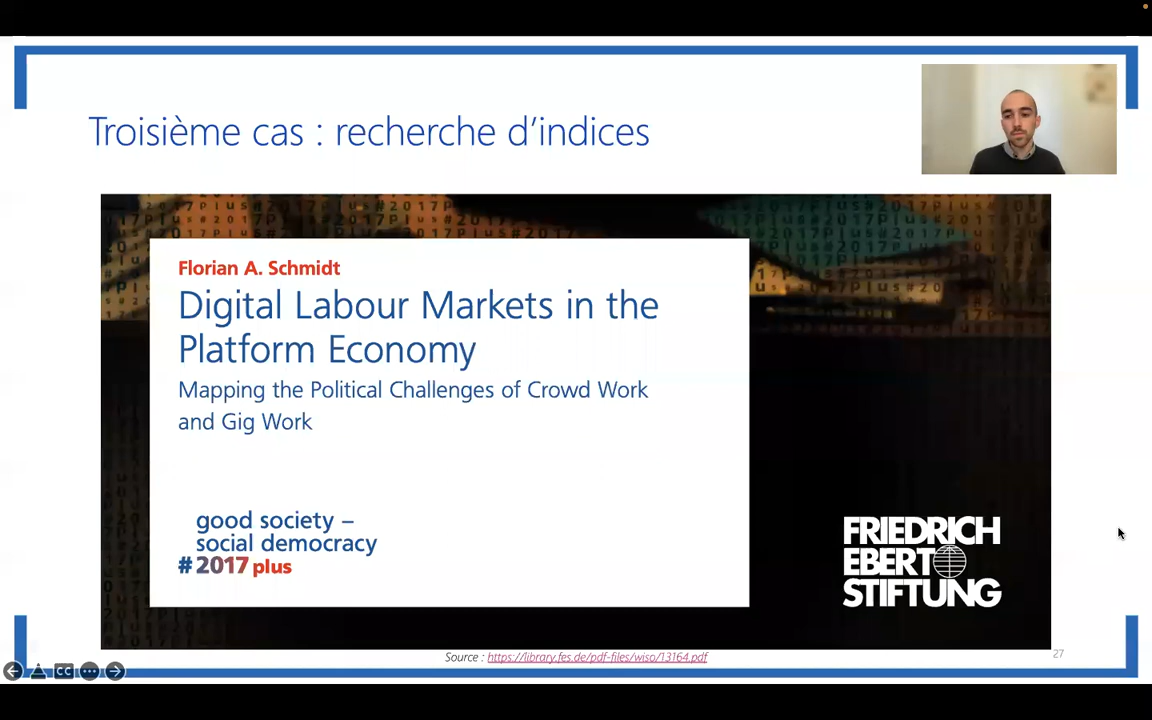 Troisième cas : recherche d'indices
Florian A. Schmidt
Digital Labour Markets in the
Platform Economy
Mapping the Political Challenges of Crowd Work
and Gig Work
good society –
social democracy
#2017 plus
FRIEDRICH
EBERT
STIFTUNG
Source : https://library.fes.de/pdf-files/wiso/13164.pdf
27
CC